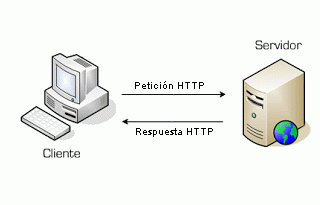 Servidor
Petición HTTP
Respuesta HTTP
Cliente